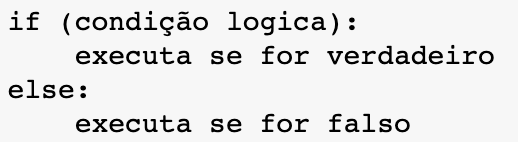 if (condição logica):
    executa se for verdadeiro
else:
    executa se for falso